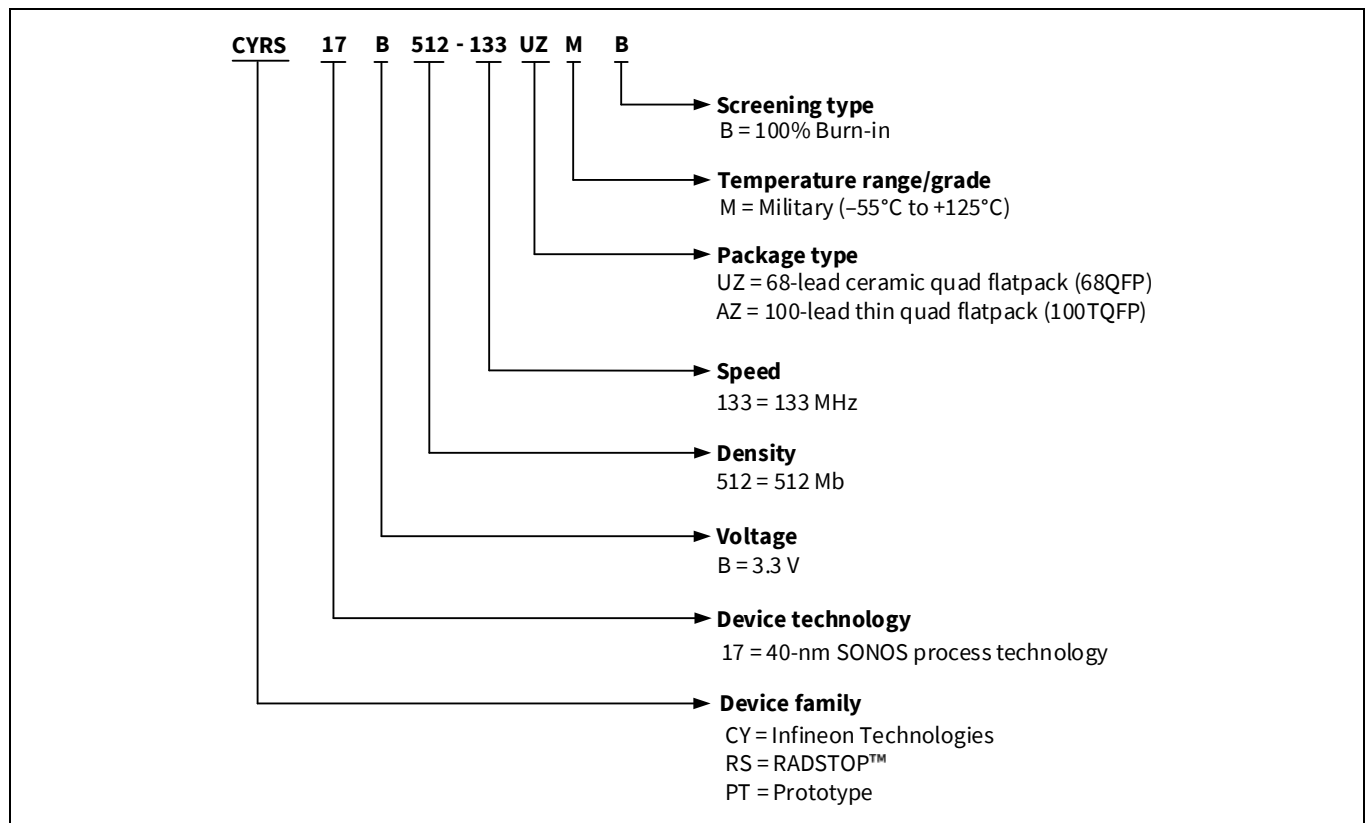 CYRS 17 B 512 - 133 UZ M B
Screening type
B = 100% Burn-in
Temperature range/grade
M = Military (–55°C to +125°C)
Package type
UZ = 68-lead ceramic quad flatpack (68QFP)
AZ = 100-lead thin quad flatpack (100TQFP)
Speed
133 = 133 MHz
Density
512 = 512 Mb
Voltage
B = 3.3 V
Device technology
17 = 40-nm SONOS process technology
Device family
CY = Infineon Technologies
RS = RADSTOP™
PT = Prototype